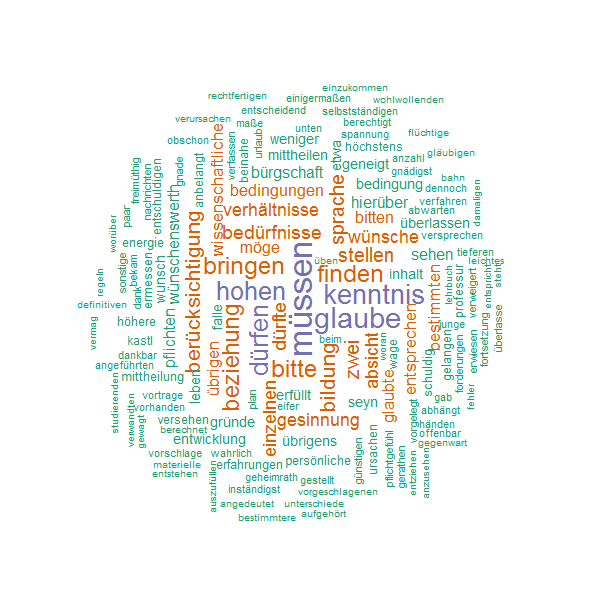 einzukommen
rechtfertigen
einigermaßen
wohlwollenden
entscheidend
selbstständigen
verursachen
maße
berechtigt
unten
spannung
flüchtige
obschon
verfassen
beinahe
urlaub
weniger
etwa
höchstens
gläubigen
wissenschaftliche
mittheilen
geneigt
anzahl
gnädigst
bahn
freimüthig
nachrichten
entschuldigen
gnade
anbelangt
bürgschaft
sprache
bedingung
dennoch
wünschenswerth
bedingungen
hierüber
verfahren
damaligen
paar
verhältnisse
bitten
abwarten
worüber
berücksichtigung
bedürfnisse
wünsche
überlassen
versprechen
energie
möge
stellen
sehen
tieferen
sonstige
bekam
dank
ermessen
wunsch
bringen
müssen
üben
finden
inhalt
bestimmten
lehrbuch
professur
verweigert
leichtes
entspricht
steht
regeln
definitiven
hohen
kenntnis
vermag
höhere
pflichten
falle
dürfen
dürfte
glaube
junge
fortsetzung
überlasse
kastl
übrigen
beziehung
beim
zwei
absicht
woran
wage
entsprechen
schuldig
gelangen
forderungen
erwiesen
dankbar
angeführten
mittheilung
leben
bitte
bildung
glaubte
fehler
studierenden
verwandten
gewagt
vortrage
vorhanden
plan
erfüllt
eifer
seyn
gab
abhängt
versehen
gründe
einzelnen
gesinnung
vorgelegt
händen
berechnet
entwicklung
übrigens
ursachen
pflichtgefühl
offenbar
gegenwart
vorschlage
wahrlich
persönliche
günstigen
gerathen
entziehen
anzusehen
materielle
erfahrungen
entstehen
geheimrath
gestellt
auszufüllen
inständigst
vorgeschlagenen
angedeutet
unterschiede
bestimmtere
aufgehört